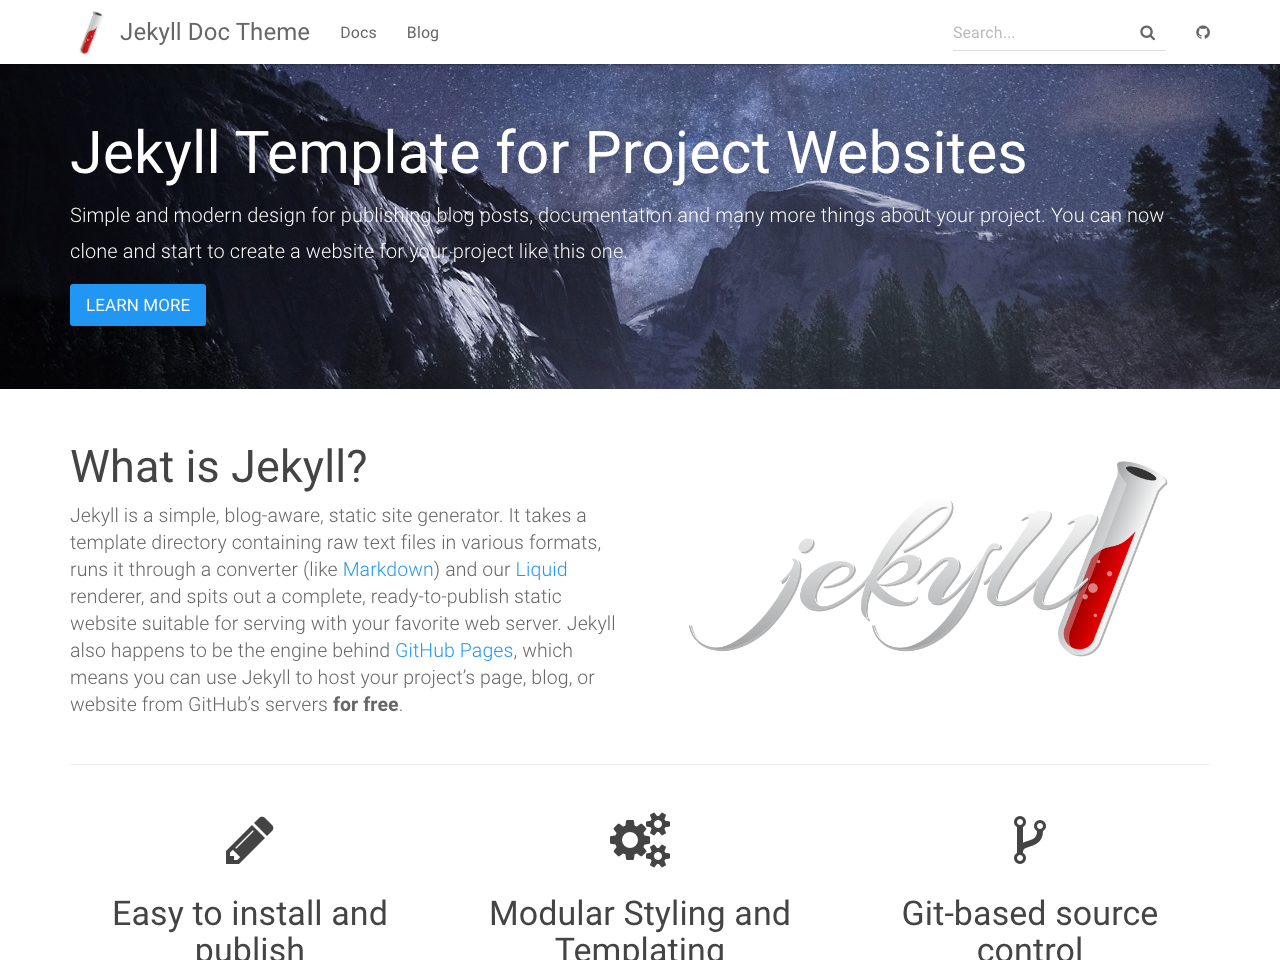 Jekyll Doc Theme
Docs
Blog
Search...
Jekyll Template for Project Websites
Simple and modern design for publishing blog posts, documentation and many more things about your project. You can now
clone and start to create a website for your project like this one.
LEARN MORE
What is Jekyll?
Jekyll is a simple, blog-aware, static site generator. It takes a
template directory containing raw text files in various formats,
runs it through a converter (like Markdown) and our Liquid
renderer, and spits out a complete, ready-to-publish static
website suitable for serving with your favorite web server. Jekyll
also happens to be the engine behind GitHub Pages, which
means you can use Jekyll to host your project’s page, blog, or
website from GitHub’s servers for free.
jekyll
Easy to install and
publish
Modular Styling and
Templating
Git-based source
control